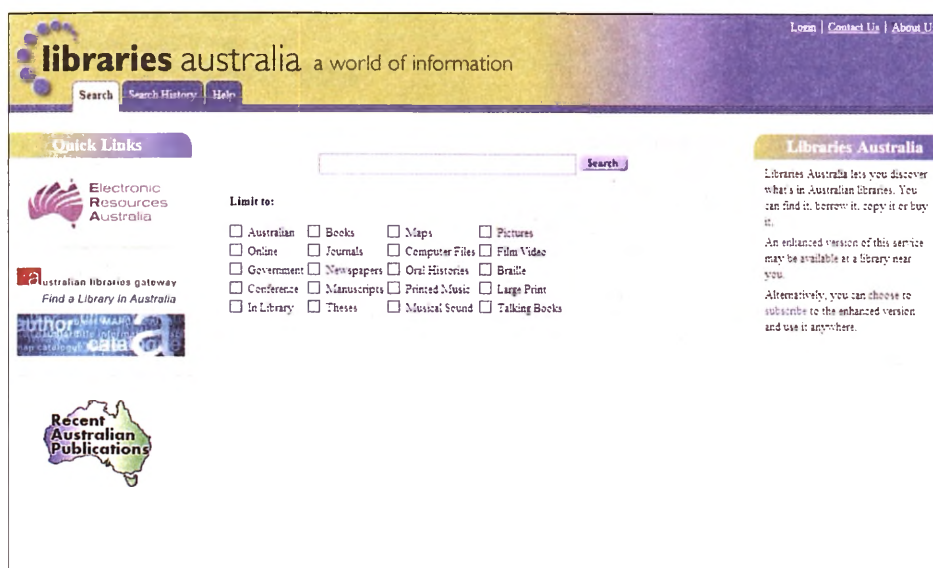 Login | Contact Us | About U
libraries australia a world of information
Search Search History Help
Quick Links
Electronic
Resources
Australia
australian libraries gateway
Find a Library in Australia
author
catalogue
Recent
Australian
Publications
Search
Limit to:
Australian Books Maps Pictures
Online Journals Computer Files Film Video
Government Newspapers Oral Histories Braille
Conference Manuscripts Printed Music Large Print
In Library Theses Musical Sound Talking Books
Libraries Australia
Libraries Australia lets you discover
what's in Australian libraries. You
can find it, borrow it, copy it or buy
it.
An enhanced version of this service
may be available at a library near
you.
Alternatively, you can choose to
subscribe to the enhanced version
and use it anywhere.